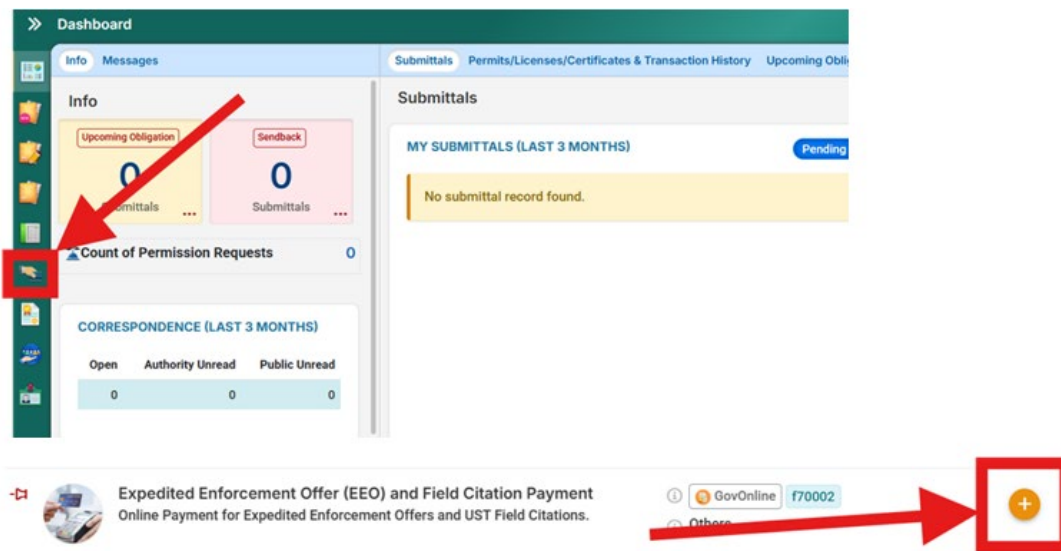 Dashboard
Info Messages
Submittals Permits/Licenses/Certificates & Transaction History Upcoming
Info
Submittals
Upcoming Obligation
Sendback
0
0
Submittals
...
...
MY SUBMITTALS (LAST 3 MONTHS)
Pending
No submittal record found.
Count of Permission Requests 0
CORRESPONDENCE (LAST 3 MONTHS)
Open Authority Unread Public Unread
0 0 0
Expedited Enforcement Offer (EEO) and Field Citation Payment
Online Payment for Expedited Enforcement Offers and UST Field Citations.
GovOnline f70002
Others